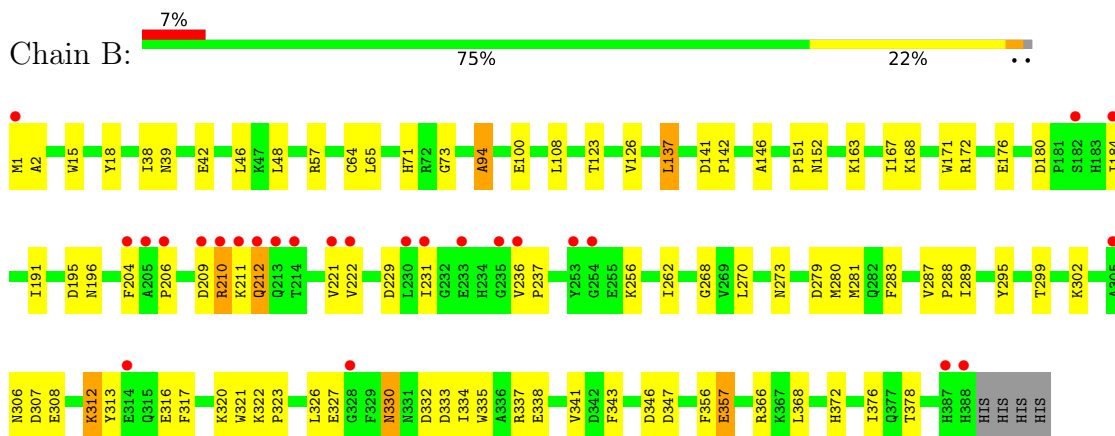 7%
Chain B:
75% 22% ..
M1 A2 W15 Y18 I38 N39 E42 L46 K47 L48 R57 C64 L65 H71 R72 G73 A94 E100 L108 T123 V126 L137 D141 P142 A146 P151 N152 K163 I167 K168 W171 R172 E176 D180 P181 S182 H183 I184
I191 D195 N196 F204 A205 P206 D209 R210 K211 Q212 Q213 T214 V221 V222 D229 L230 I231 G232 E233 H234 G235 V236 P237 Y253 G254 E255 K256 I262 G268 V269 L270 N273 D279 M280 M281 Q282 F283 V287 P288 I289 Y295 T299 K302 A305
N306 D307 E308 K312 Y313 E314 Q315 E316 F317 K320 W321 K322 P323 L326 E327 G328 F329 N330 N331 D332 D333 I334 W335 A336 R337 E338 V341 D342 F343 D346 D347 F356 E357 R366 K367 L368 H372 I376 Q377 T378 H387 H388 HIS HIS HIS HIS